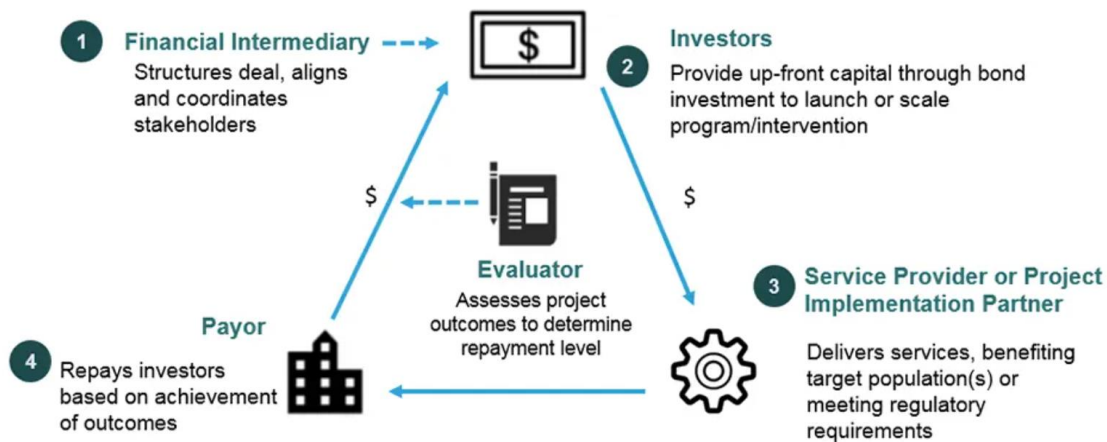 1
Financial Intermediary
Structures deal, aligns
and coordinates
stakeholders
$
2
Investors
Provide up-front capital through bond
investment to launch or scale
program/intervention
$
$
Evaluator
Assesses project
outcomes to determine
repayment level
3
Service Provider or Project
Implementation Partner
Delivers services, benefiting
target population(s) or
meeting regulatory
requirements
Payor
4
Repays investors
based on achievement
of outcomes